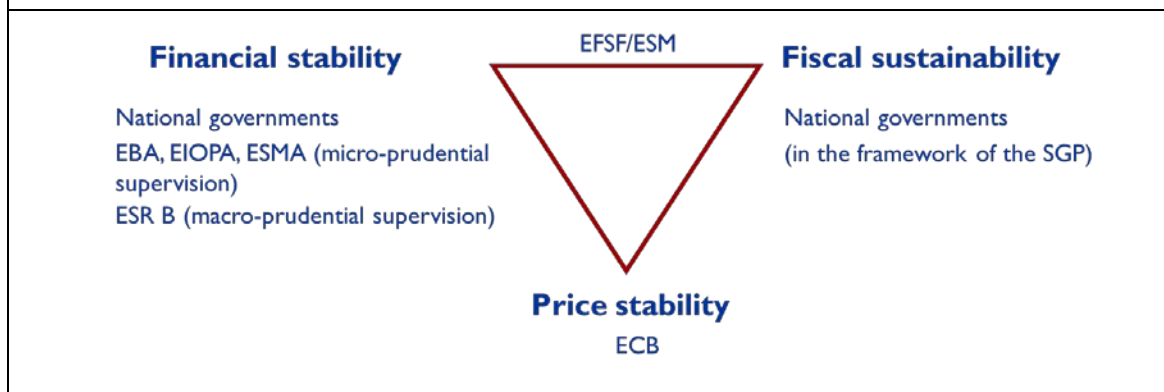 EFSF/ESM
Financial stability
Fiscal sustainability
National governments
EBA, EIOPA, ESMA (micro-prudential
supervision)
ESR B (macro-prudential supervision)
National governments
(in the framework of the SGP)
Price stability
ECB